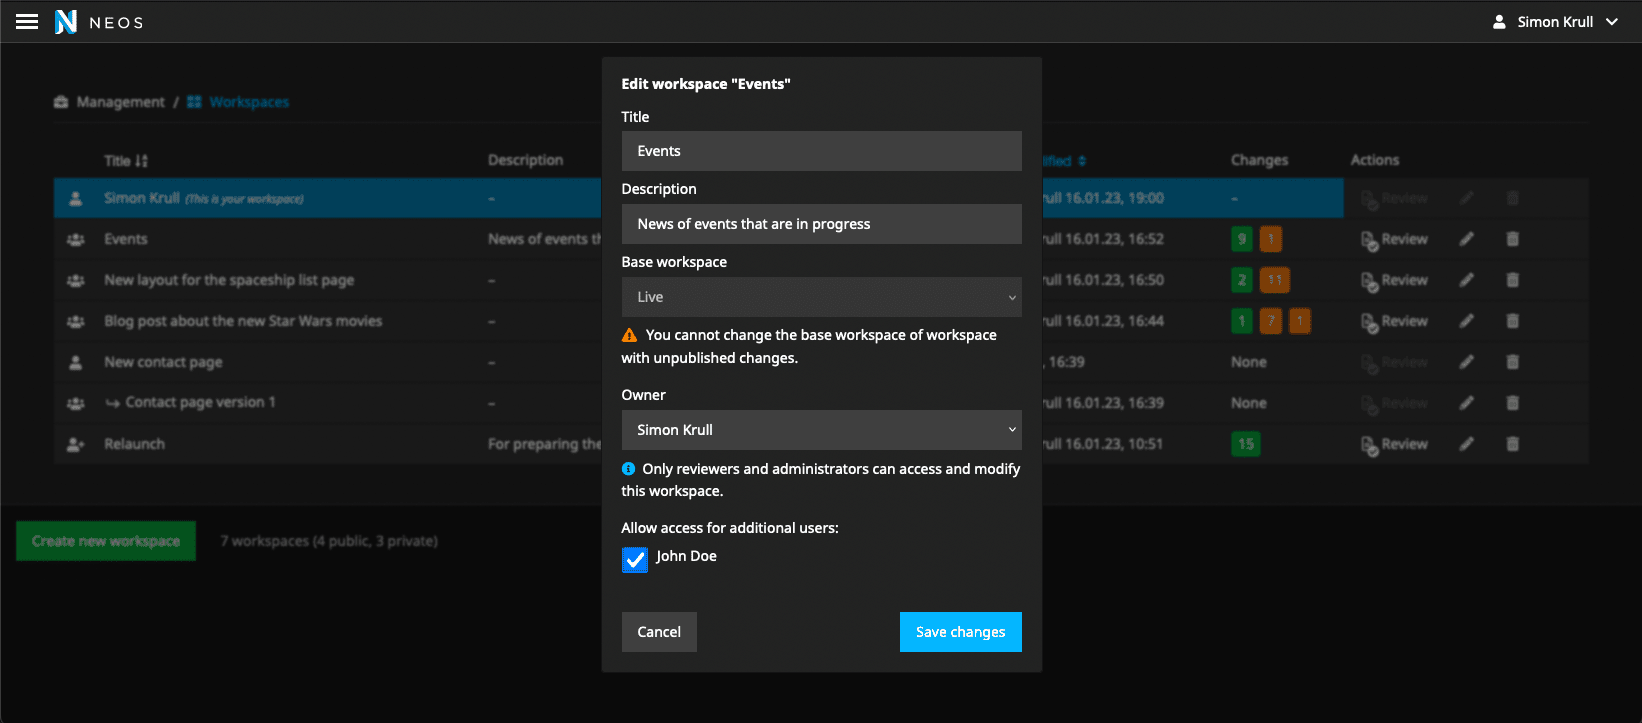 NEOS
Simon Krull
Management / Workspaces
Title Description ified Changes Actions
Simon Krull (This is your workspace) – rull 16.01.23, 19:00 – Review
Events News of events th rull 16.01.23, 16:52 9 1 Review
New layout for the spaceship list page – rull 16.01.23, 16:50 2 11 Review
Blog post about the new Star Wars movies – rull 16.01.23, 16:44 1 7 1 Review
New contact page – , 16:39 None Review
Contact page version 1 – rull 16.01.23, 16:39 None Review
Relaunch For preparing the rull 16.01.23, 10:51 15 Review
Create new workspace 7 workspaces (4 public, 3 private)
Edit workspace "Events"
Title
Events
Description
News of events that are in progress
Base workspace
Live
You cannot change the base workspace of workspace
with unpublished changes.
Owner
Simon Krull
Only reviewers and administrators can access and modify
this workspace.
Allow access for additional users:
John Doe
Cancel
Save changes